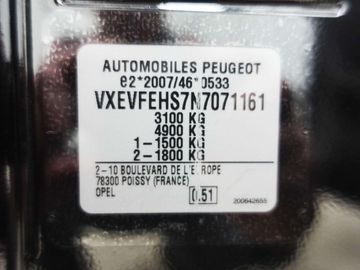 AUTOMOBILES PEUGEOT
e2*2007/46*0533
VXEVFEHS7N7071161
3100 KG
4900 KG
1-1500 KG
2-1800 KG
2-10 BOULEVARD DE L'EUROPE
78300 POISSY (FRANCE)
OPEL
0.51
200642655